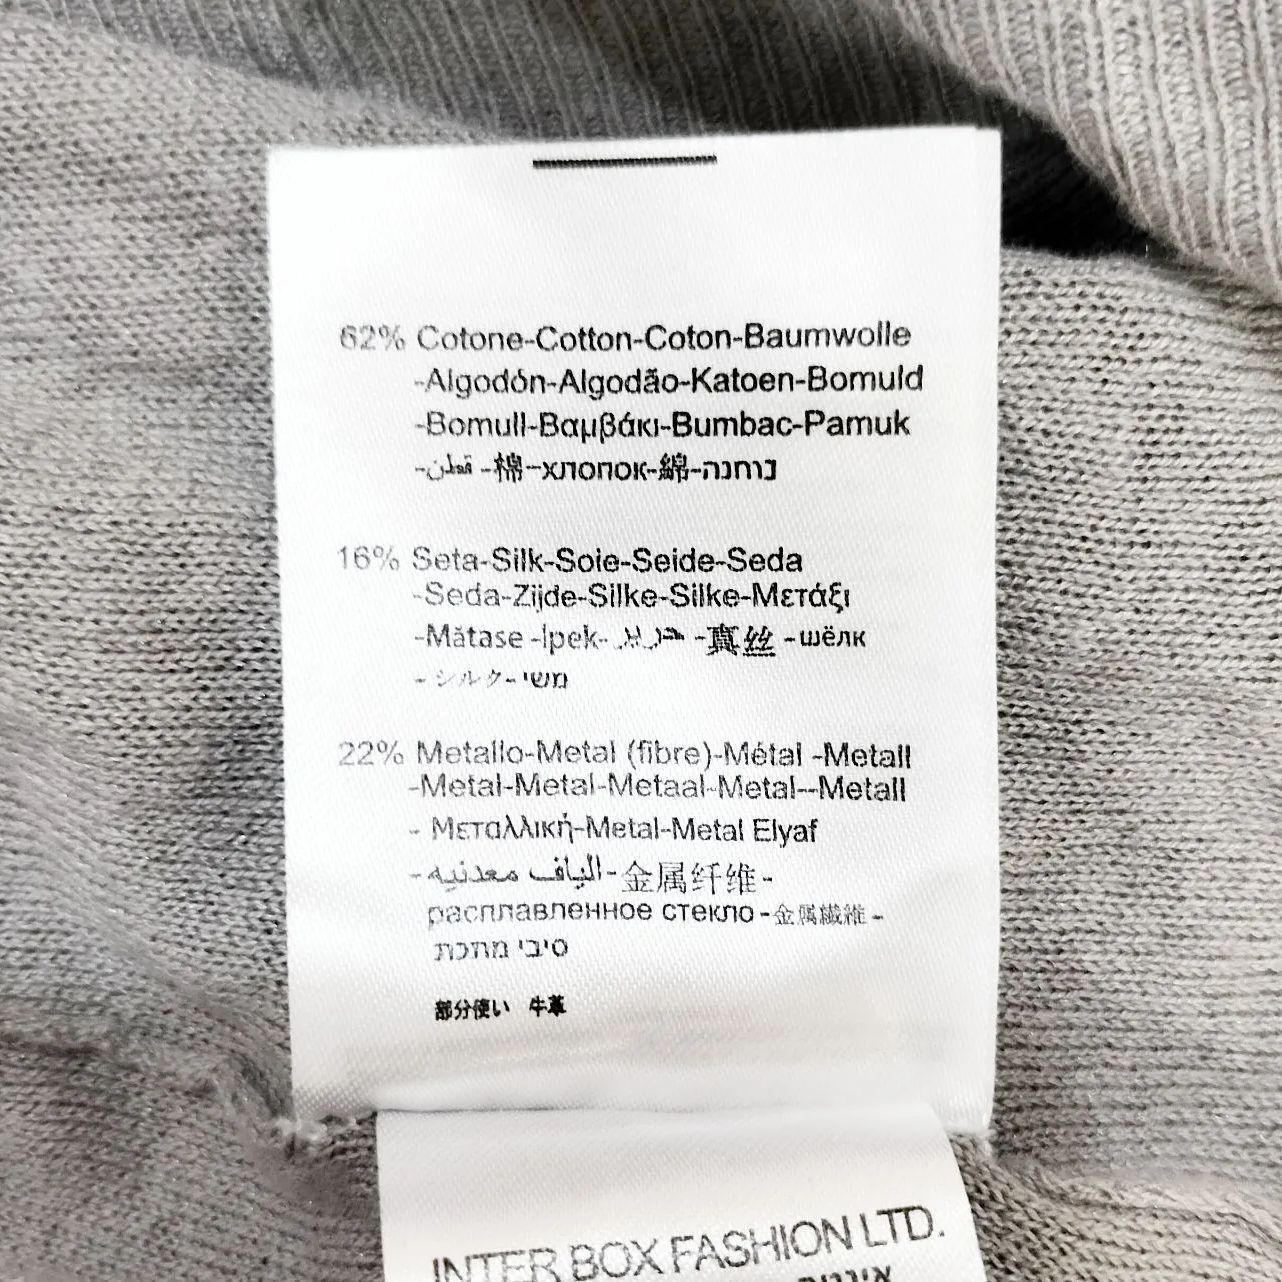 62% Cotone-Cotton-Coton-Baumwolle
-Algodón-Algodão-Katoen-Bomuld
-Bomull-Βαμβάκι-Bumbac-Pamuk
-قطن -棉-хлопок-綿-כותנה
16% Seta-Silk-Soie-Seide-Seda
-Seda-Zijde-Silke-Silke-Μετάξι
-Mătase -Ipek- -真丝 -шёлк
- シルク- משי
22% Metallo-Metal (fibre)-Métal -Metall
-Metal-Metal-Metaal-Metal--Metall
- Μεταλλική-Metal-Metal Elyaf
- الياف معدنيه-金属纤维-
расплавленное стекло-金属繊維-
סיבי מתכת
部分使い 牛革
INTER BOX FASHION LTD.